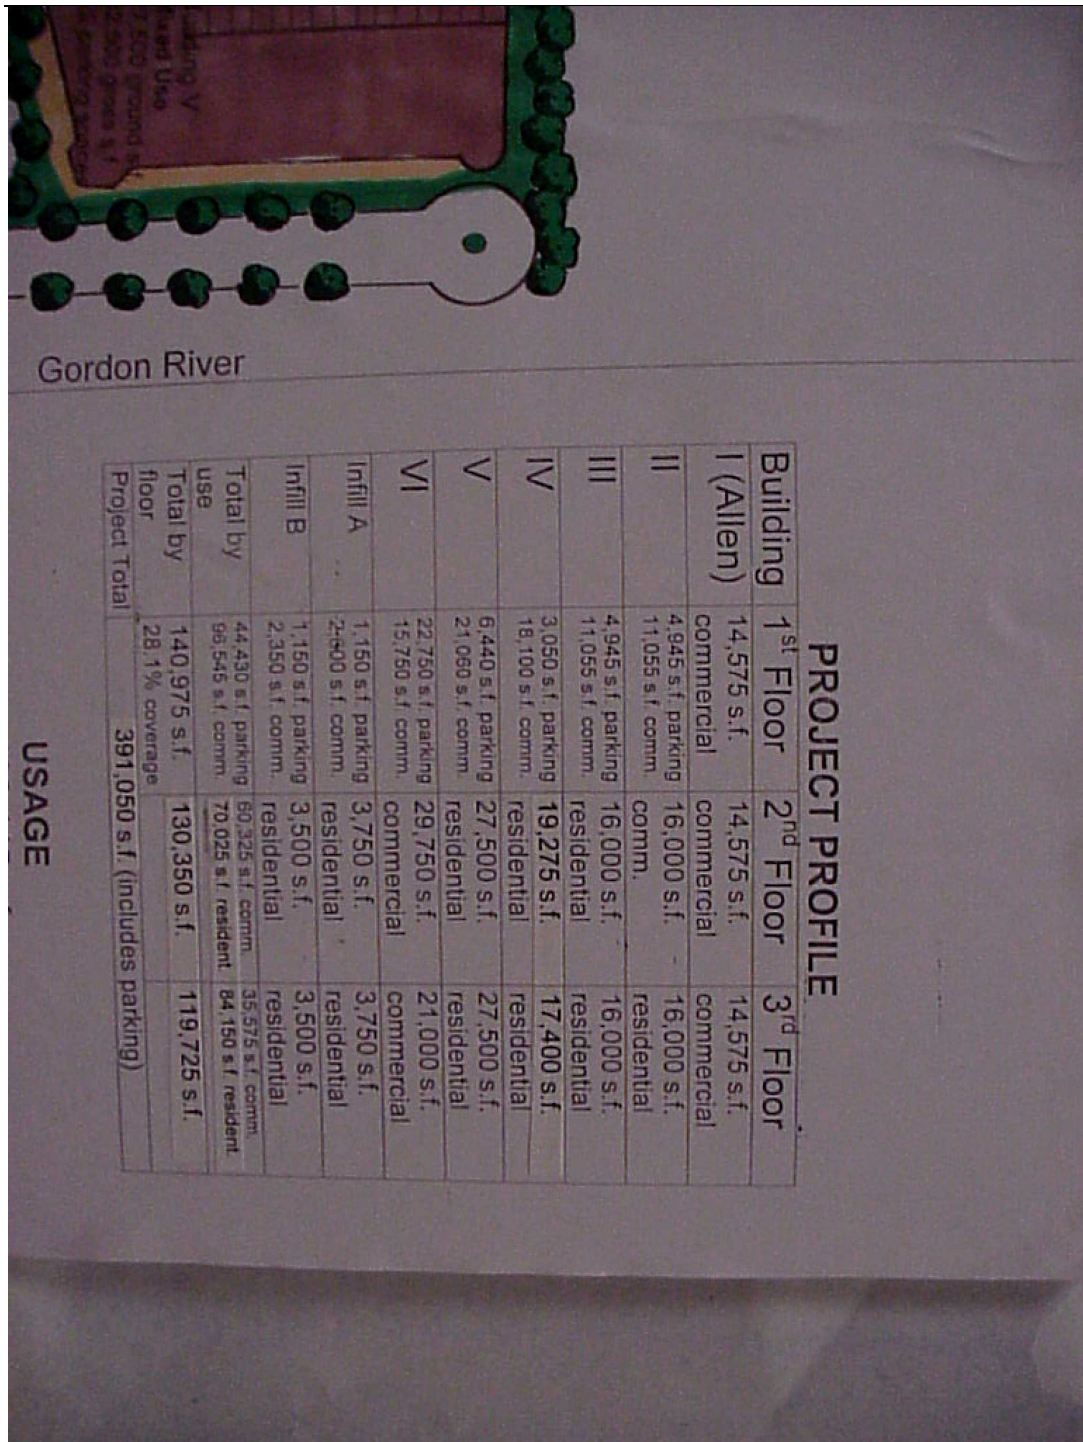 Gordon River
PROJECT PROFILE
Building 1st Floor 2nd Floor 3rd Floor
I (Allen) 14,575 s.f. commercial 14,575 s.f. commercial 14,575 s.f. commercial
II 4,945 s.f. parking 11,055 s.f. comm. 16,000 s.f. comm. 16,000 s.f. residential
III 4,945 s.f. parking 11,055 s.f. comm. 16,000 s.f. residential 16,000 s.f. residential
IV 3,050 s.f. parking 18,100 s.f. comm. 19,275 s.f. residential 17,400 s.f. residential
V 6,440 s.f. parking 21,060 s.f. comm. 27,500 s.f. residential 27,500 s.f. residential
VI 22,750 s.f. parking 15,750 s.f. comm. 29,750 s.f. commercial 21,000 s.f. commercial
Infill A 1,150 s.f. parking 2,600 s.f. comm. 3,750 s.f. residential 3,750 s.f. residential
Infill B 1,150 s.f. parking 2,350 s.f. comm. 3,500 s.f. residential 3,500 s.f. residential
Total by use 44,430 s.f. parking 96,545 s.f. comm. 60,325 s.f. comm. 70,025 s.f. resident. 35,575 s.f. comm. 84,150 s.f. resident.
Total by floor 140,975 s.f. 28.1% coverage 130,350 s.f. 119,725 s.f.
Project Total 391,050 s.f. (includes parking)
USAGE